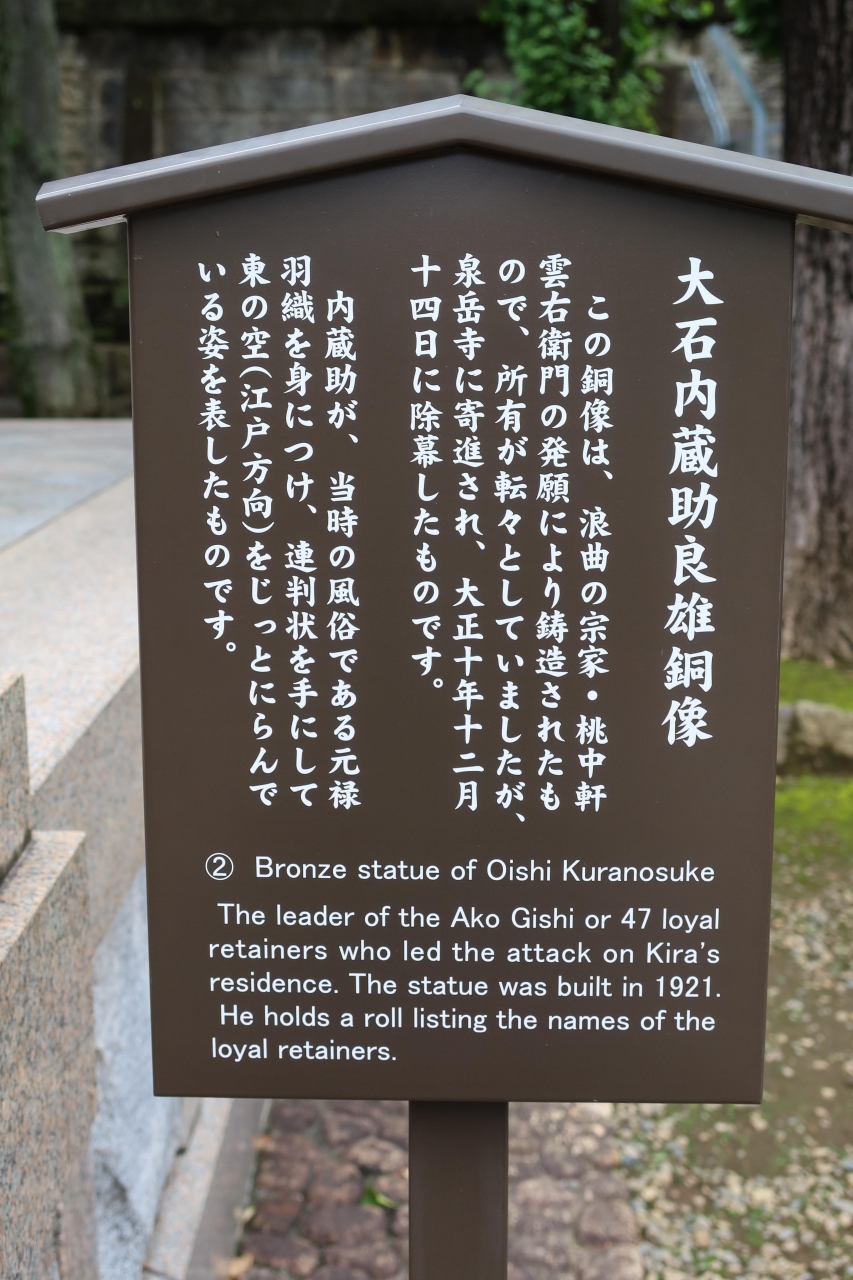 大石内蔵助良雄銅像
この銅像は、浪曲の宗家・桃中軒
雲右衛門の発願により鋳造されたも
ので、所有が転々としていましたが、
泉岳寺に寄進され、大正十年十二月
十四日に除幕したものです。
内蔵助が、当時の風俗である元禄
羽織を身につけ、連判状を手にして
東の空(江戸方向)をじっとにらんで
いる姿を表したものです。
② Bronze statue of Oishi Kuranosuke
The leader of the Ako Gishi or 47 loyal
retainers who led the attack on Kira's
residence. The statue was built in 1921.
He holds a roll listing the names of the
loyal retainers.